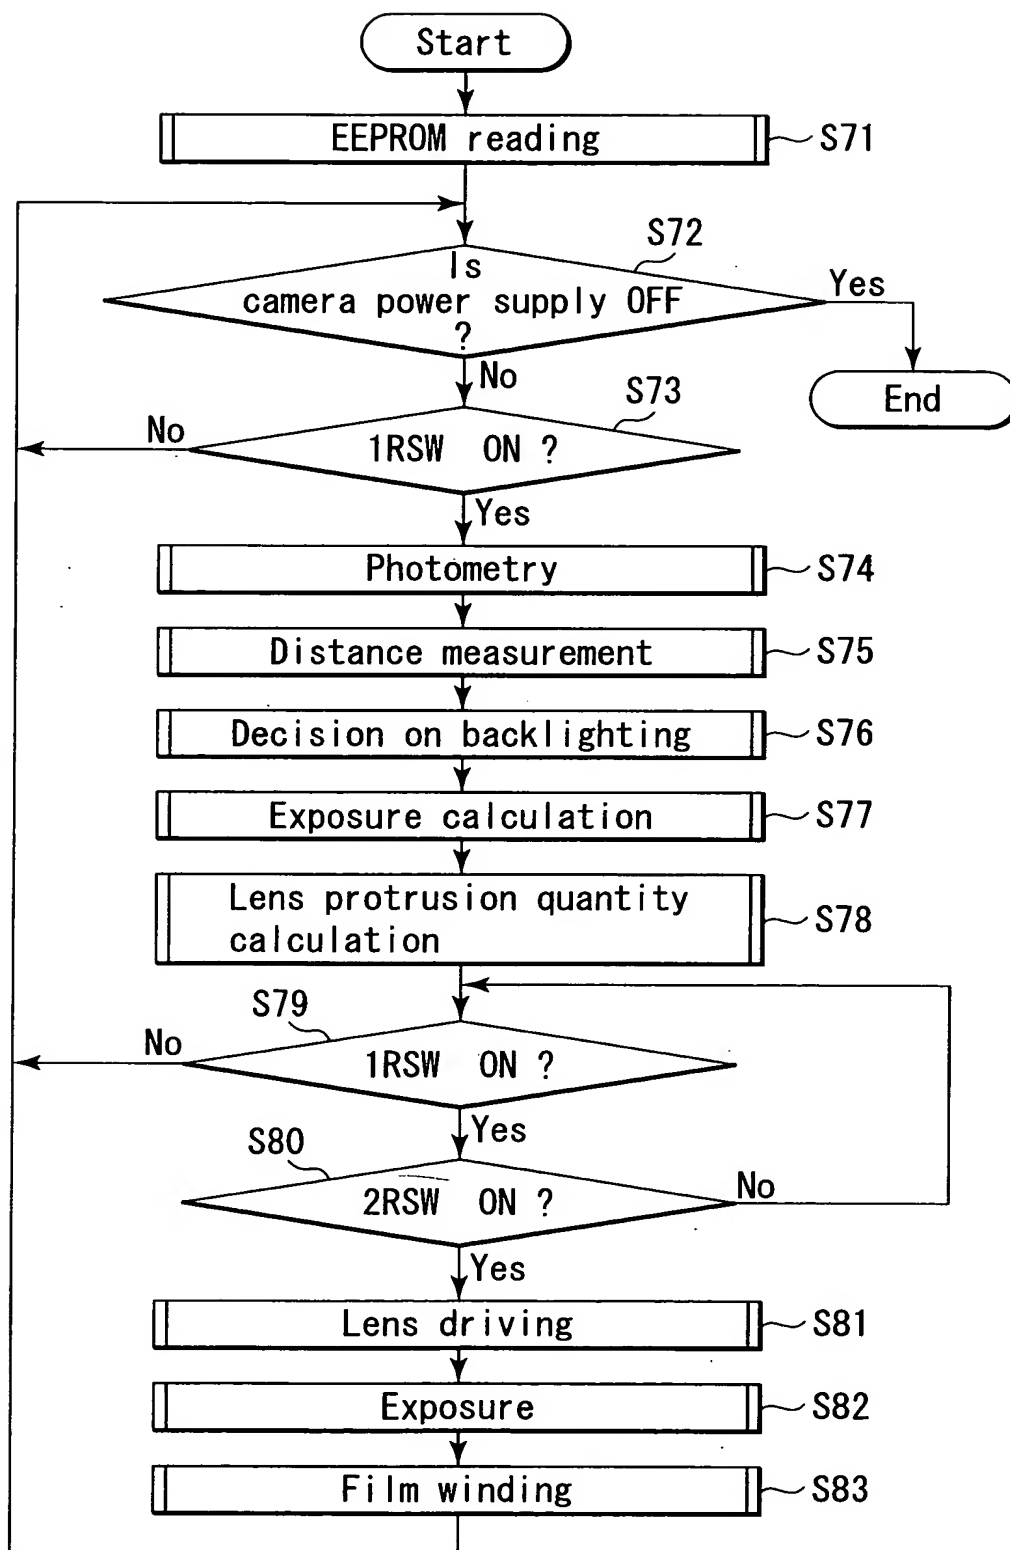 Start
EEPROM reading
S71
S72
Is
camera power supply OFF
?
Yes
No
End
S73
No
1RSW ON ?
Yes
Photometry
S74
Distance measurement
S75
Decision on backlighting
S76
Exposure calculation
S77
Lens protrusion quantity
calculation
S78
S79
No
1RSW ON ?
Yes
S80
2RSW ON ?
No
Yes
Lens driving
S81
Exposure
S82
Film winding
S83